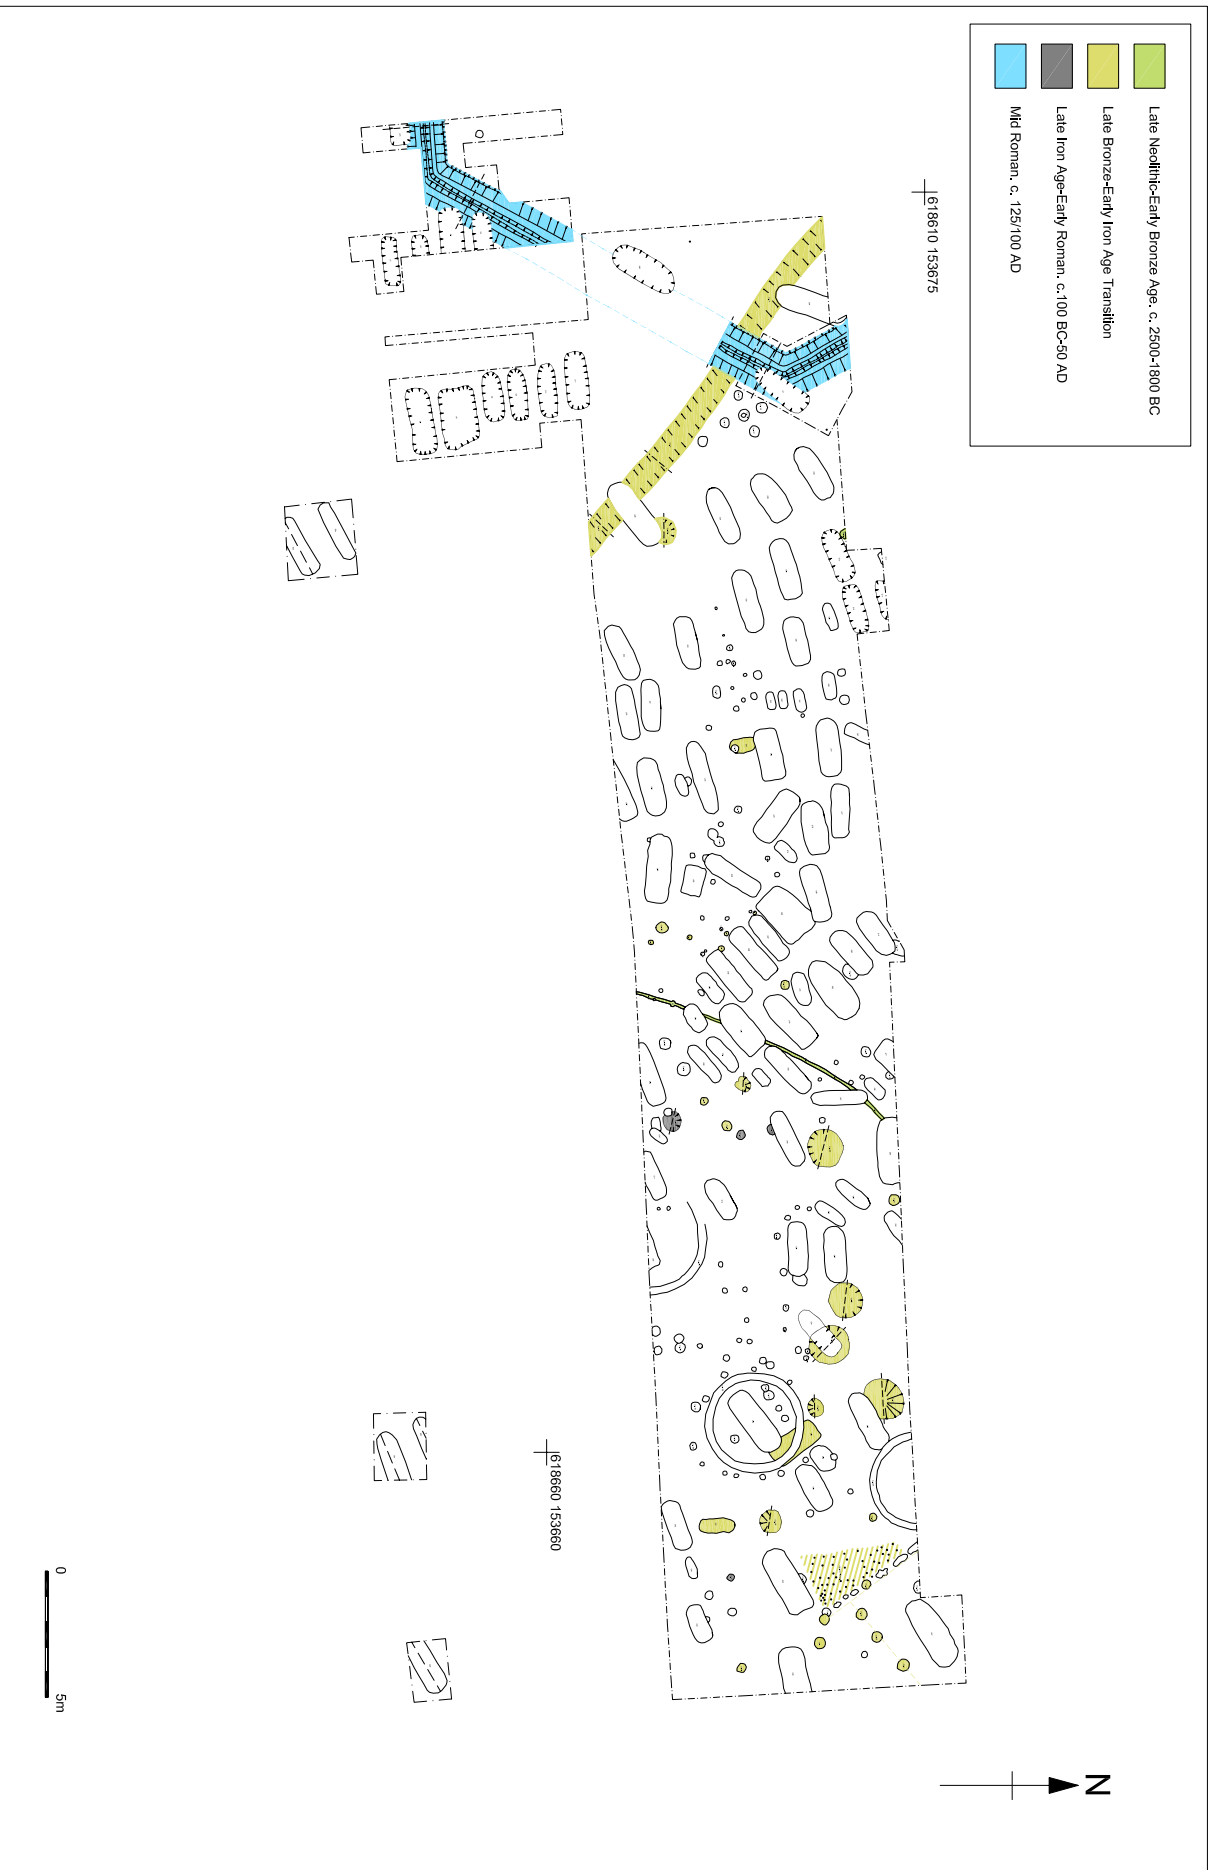 Late Neolithic-Early Bronze Age. c. 2500-1800 BC
Late Bronze-Early Iron Age Transition
Late Iron Age-Early Roman. c.100 BC-50 AD
Mid Roman. c. 125/100 AD
618610 153675
618660 153660
N
0
5m